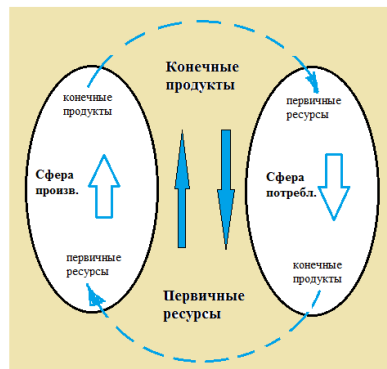 Конечные
продукты
конечные
продукты
первичные
ресурсы
Сфера
произв.
Сфера
потребл.
первичные
ресурсы
конечные
продукты
Первичные
ресурсы